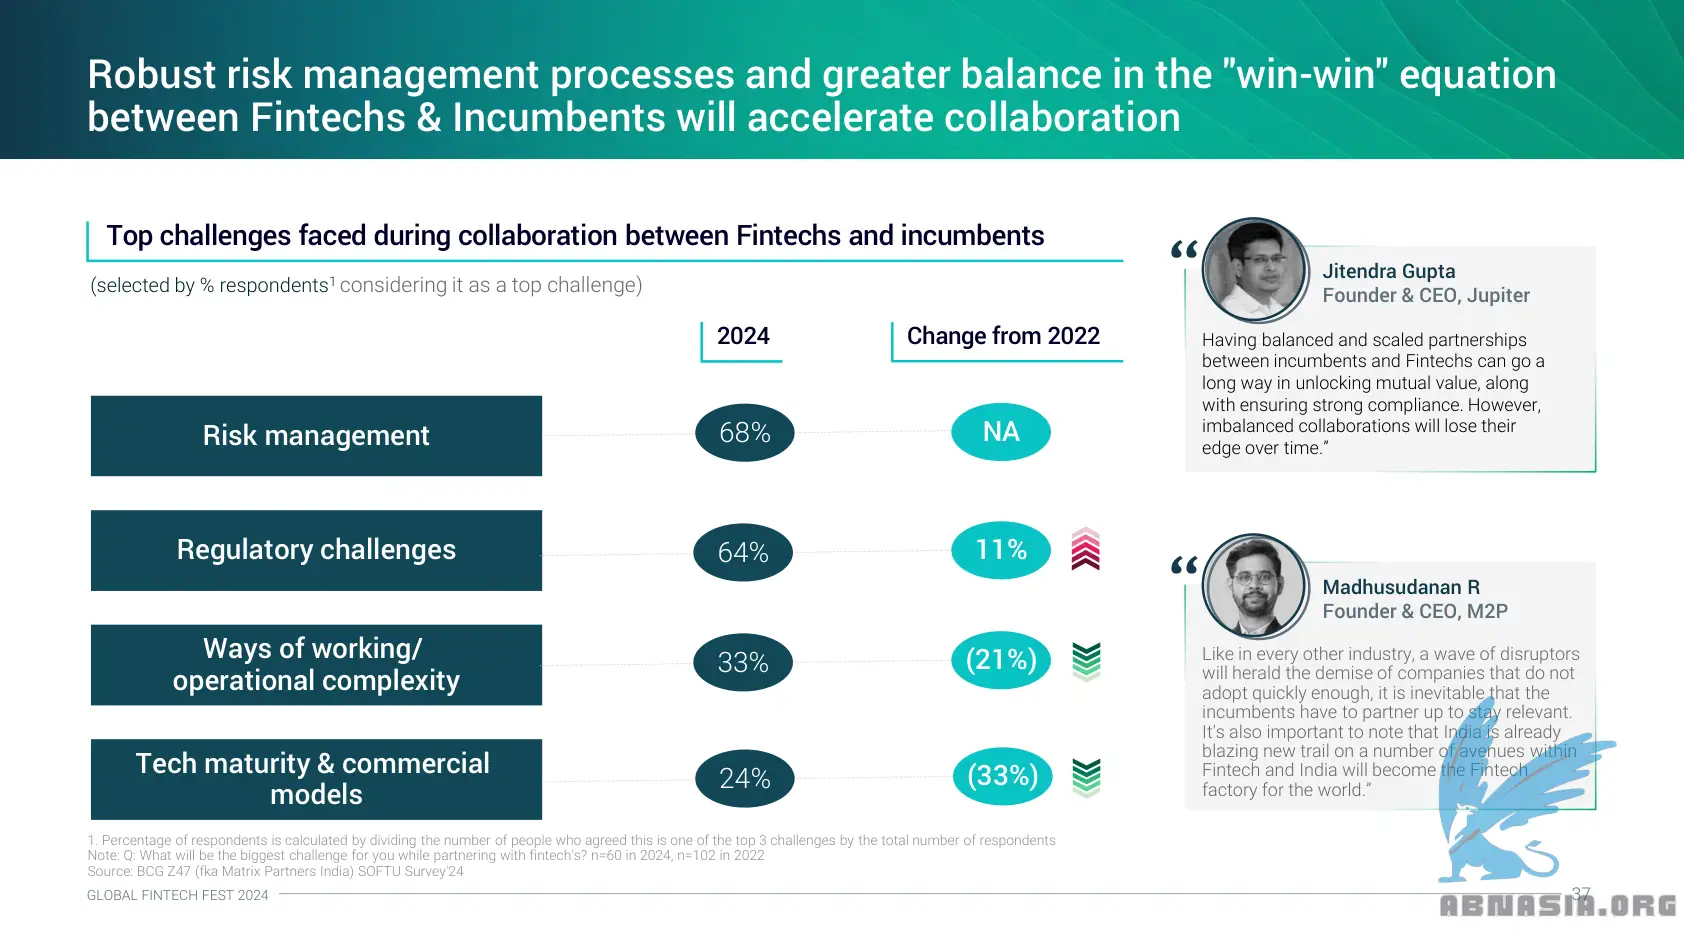 Robust risk management processes and greater balance in the "win-win" equation
between Fintechs & Incumbents will accelerate collaboration
Top challenges faced during collaboration between Fintechs and incumbents
(selected by % respondents¹ considering it as a top challenge)
2024
Change from 2022
Risk management
68%
NA
Regulatory challenges
64%
11%
Ways of working/
operational complexity
33%
(21%)
Tech maturity & commercial
models
24%
(33%)
“
Jitendra Gupta
Founder & CEO, Jupiter
Having balanced and scaled partnerships
between incumbents and Fintechs can go a
long way in unlocking mutual value, along
with ensuring strong compliance. However,
imbalanced collaborations will lose their
edge over time.”
“
Madhusudanan R
Founder & CEO, M2P
Like in every other industry, a wave of disruptors
will herald the demise of companies that do not
adopt quickly enough, it is inevitable that the
incumbents have to partner up to stay relevant.
It's also important to note that India is already
blazing new trail on a number of avenues within
Fintech and India will become the Fintech
factory for the world.”
1. Percentage of respondents is calculated by dividing the number of people who agreed this is one of the top 3 challenges by the total number of respondents
Note: Q: What will be the biggest challenge for you while partnering with fintech's? n=60 in 2024, n=102 in 2022
Source: BCG Z47 (fka Matrix Partners India) SOFTU Survey'24
GLOBAL FINTECH FEST 2024
37
ABNASIA.ORG